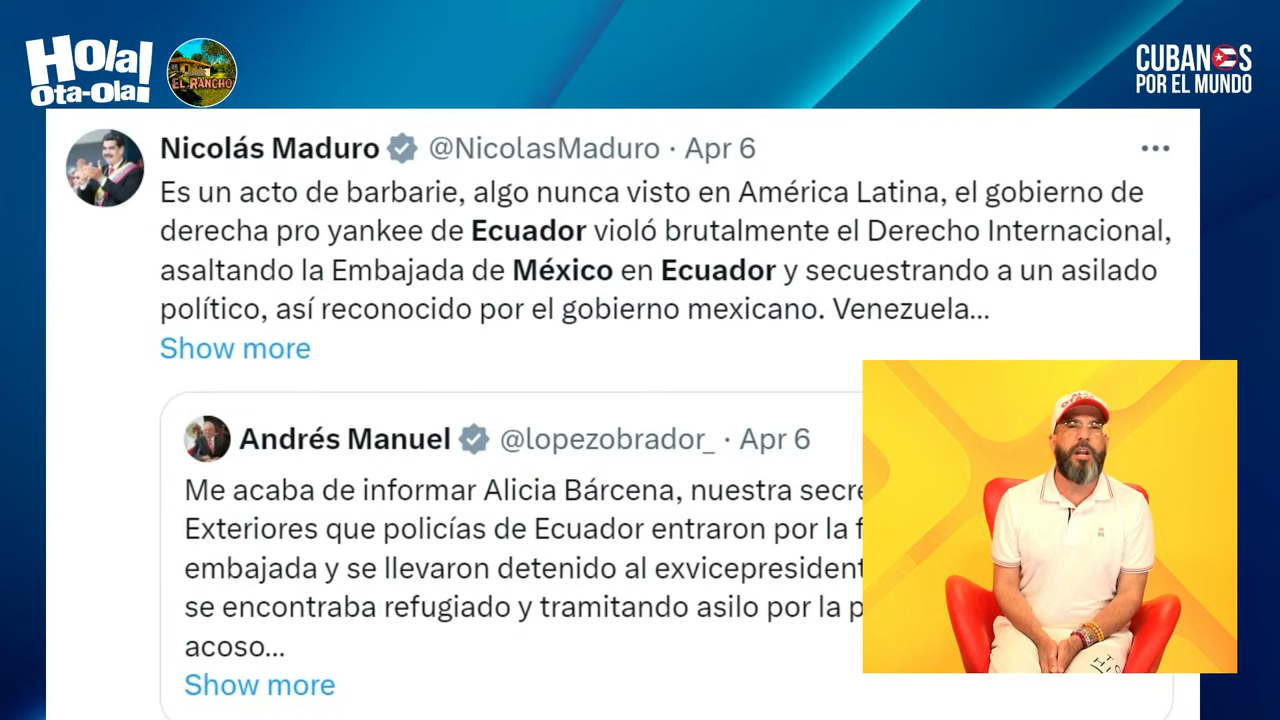 Hola!
Ota-Ola!
EL RANCHO
CUBANOS
POR EL MUNDO
Nicolás Maduro @NicolasMaduro · Apr 6
Es un acto de barbarie, algo nunca visto en América Latina, el gobierno de
derecha pro yankee de Ecuador violó brutalmente el Derecho Internacional,
asaltando la Embajada de México en Ecuador y secuestrando a un asilado
político, así reconocido por el gobierno mexicano. Venezuela...
Show more
Andrés Manuel @lopezobrador_ · Apr 6
Me acaba de informar Alicia Bárcena, nuestra secre
Exteriores que policías de Ecuador entraron por la f
embajada y se llevaron detenido al exvicepresident
se encontraba refugiado y tramitando asilo por la p
acoso...
Show more